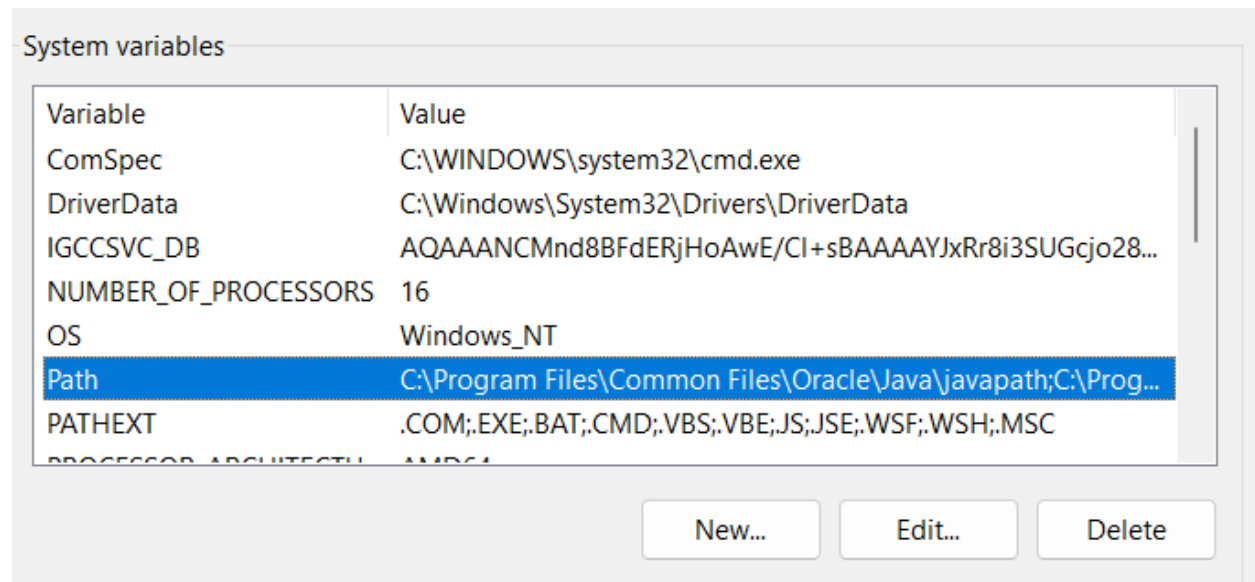 System variables
Variable Value
ComSpec C:\WINDOWS\system32\cmd.exe
DriverData C:\Windows\System32\Drivers\DriverData
IGCCSVC_DB AQAAANCMnd8BFdERjHoAwE/Cl+sBAAAAYJxRr8i3SUGcjo28...
NUMBER_OF_PROCESSORS 16
OS Windows_NT
Path C:\Program Files\Common Files\Oracle\Java\javapath;C:\Prog...
PATHEXT .COM;.EXE;.BAT;.CMD;.VBS;.VBE;.JS;.JSE;.WSF;.WSH;.MSC
PROCESSOR_ARCHITECTU... AMD64
New... Edit... Delete